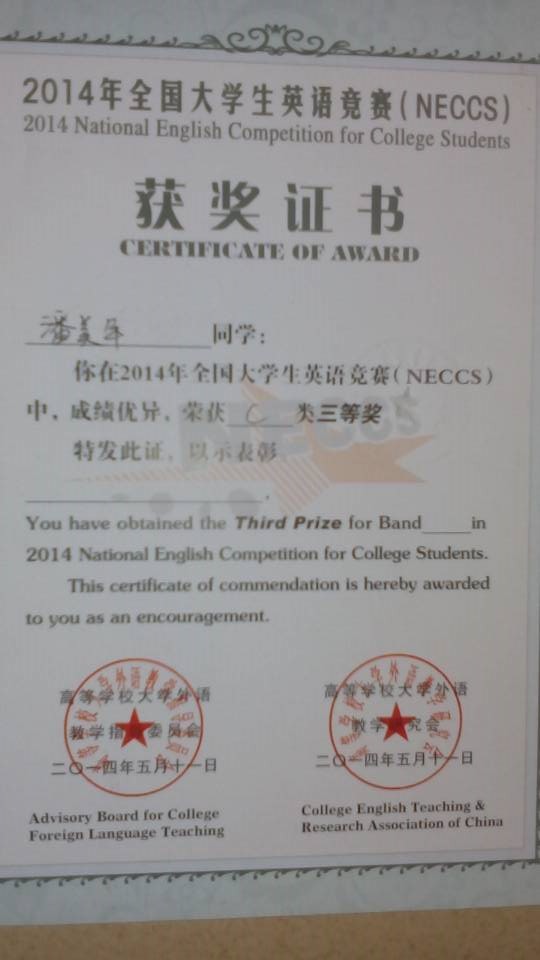 2014年全国大学生英语竞赛(NECCS)
2014 National English Competition for College Students
获奖证书
CERTIFICATE OF AWARD
潘美 同学:
你在2014年全国大学生英语竞赛(NECCS)
中，成绩优异，荣获 C 类三等奖
特发此证，以示表彰
NECCS
You have obtained the Third Prize for Band____in
2014 National English Competition for College Students.
This certificate of commendation is hereby awarded
to you as an encouragement.
高等学校大学外语
教学指导委员会
二〇一四年五月十一日
Advisory Board for College
Foreign Language Teaching
高等学校大学外语
教学研究会
二〇一四年五月十一日
College English Teaching &
Research Association of China